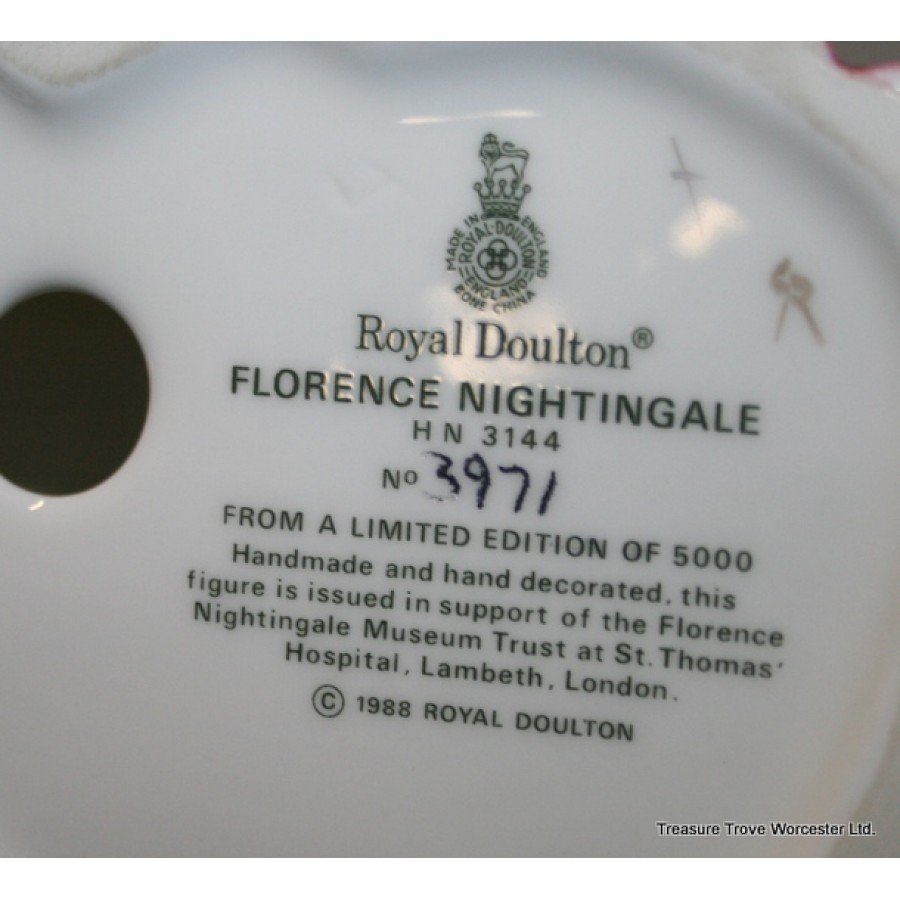 MADE IN ENGLAND
ROYAL·DOULTON
ENGLAND
BONE CHINA
Royal Doulton®
FLORENCE NIGHTINGALE
HN 3144
Nº 3971
FROM A LIMITED EDITION OF 5000
Handmade and hand decorated, this
figure is issued in support of the Florence
Nightingale Museum Trust at St. Thomas'
Hospital, Lambeth, London.
© 1988 ROYAL DOULTON
Treasure Trove Worcester Ltd.